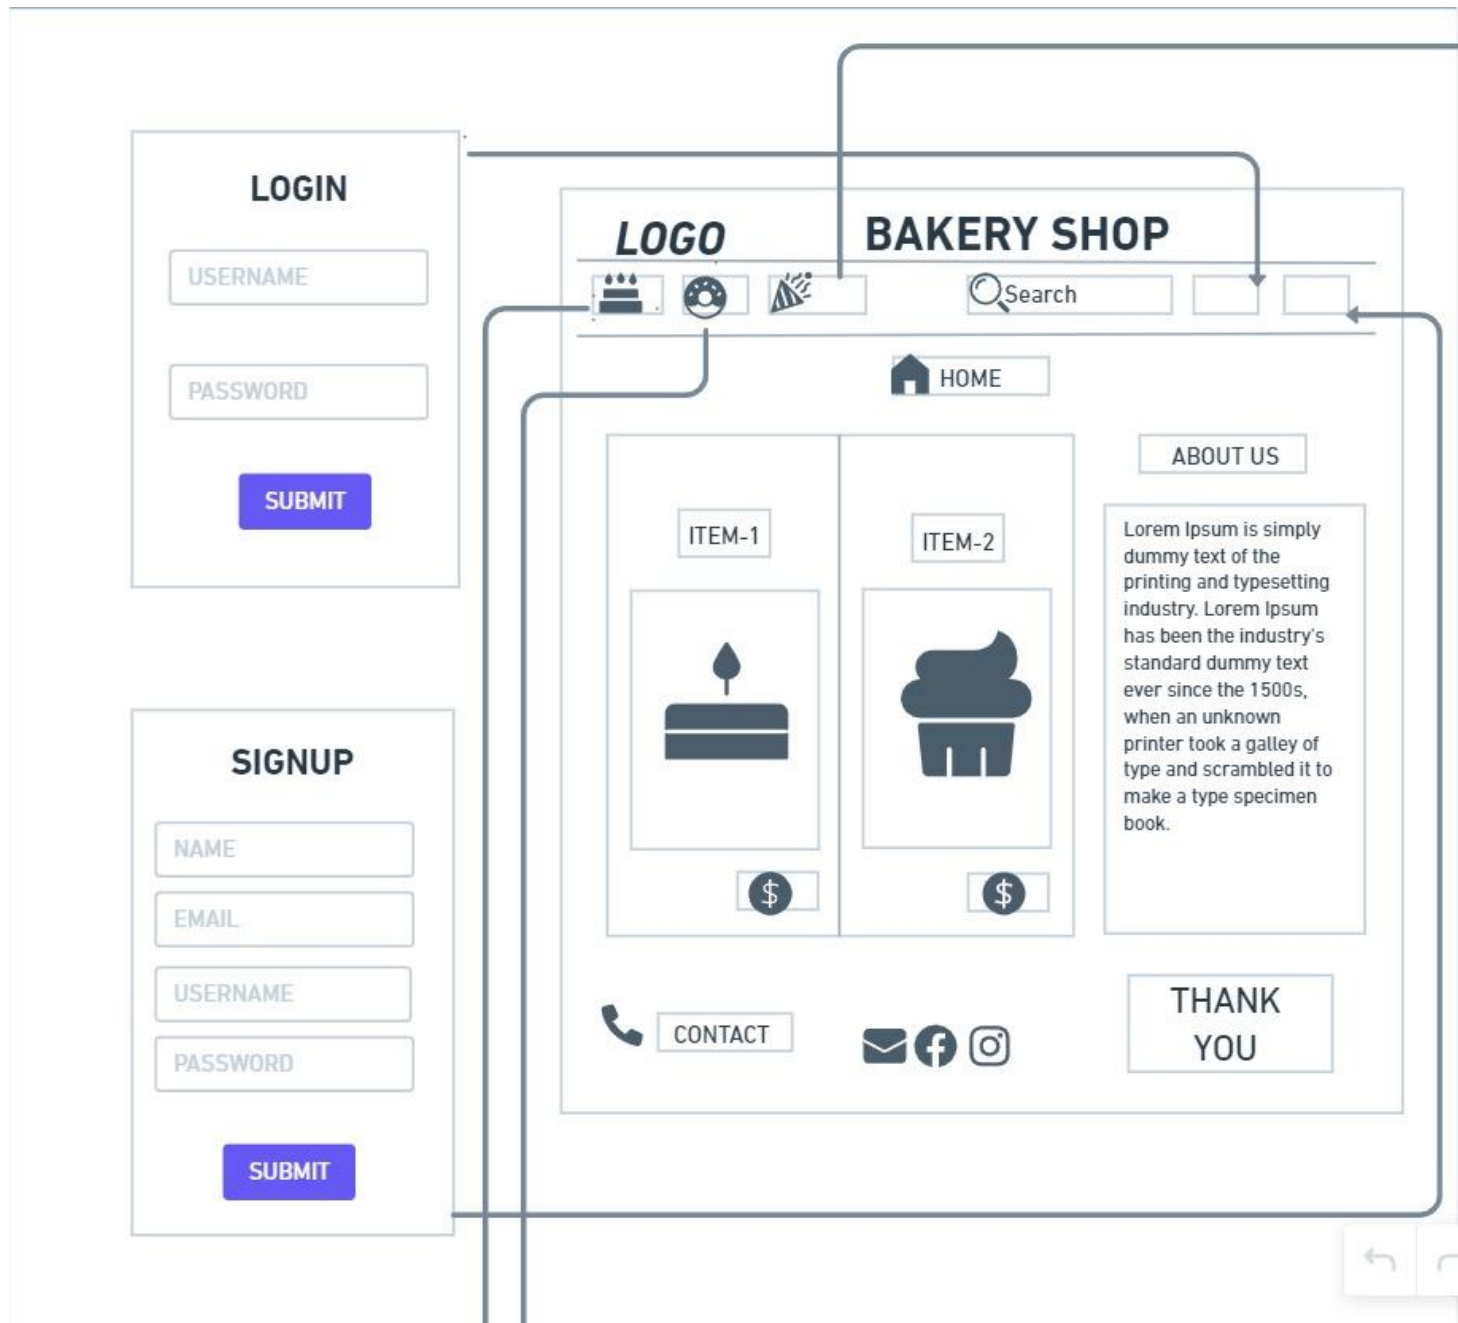 LOGIN
USERNAME
PASSWORD
SUBMIT
SIGNUP
NAME
EMAIL
USERNAME
PASSWORD
SUBMIT
LOGO
BAKERY SHOP
Search
HOME
ITEM-1
ITEM-2
$
$
ABOUT US
Lorem Ipsum is simply
dummy text of the
printing and typesetting
industry. Lorem Ipsum
has been the industry's
standard dummy text
ever since the 1500s,
when an unknown
printer took a galley of
type and scrambled it to
make a type specimen
book.
CONTACT
THANK
YOU